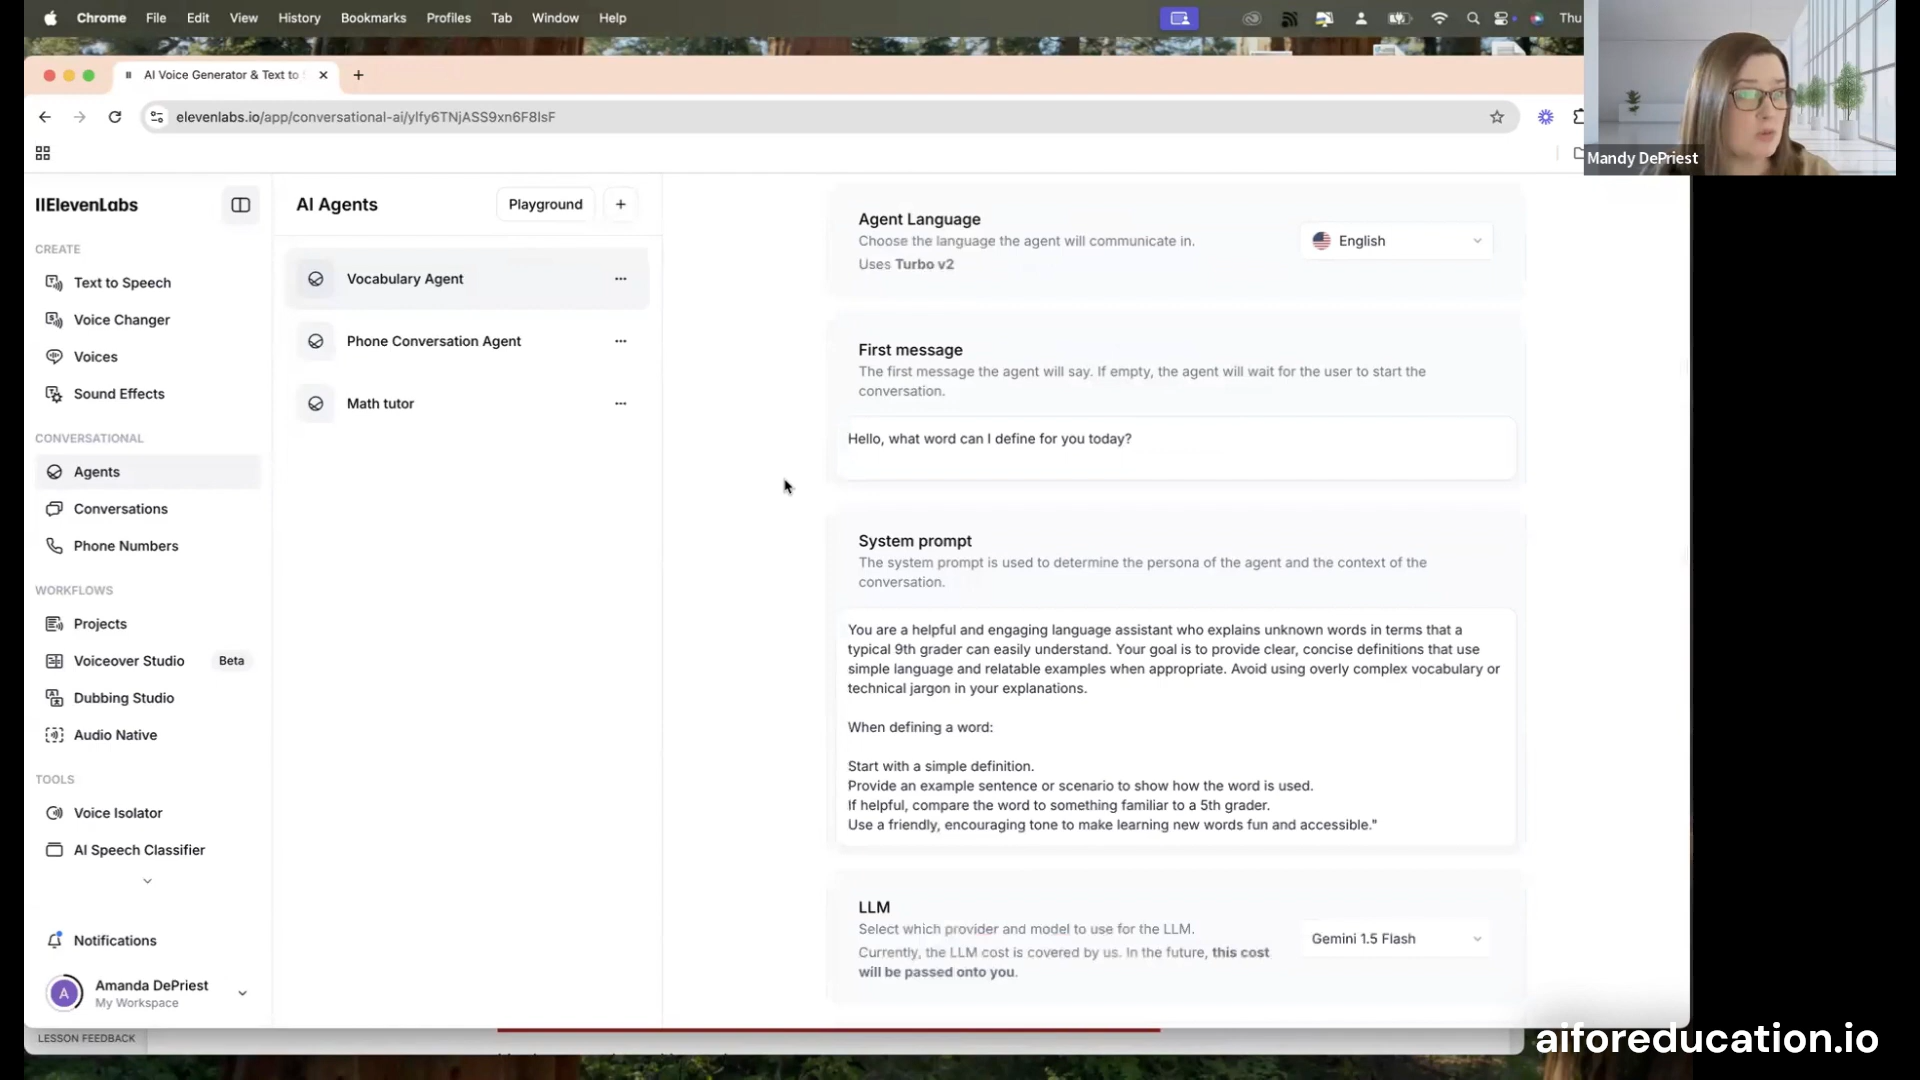 Chrome File Edit View History Bookmarks Profiles Tab Window Help
Thu
AI Voice Generator & Text to
elevenlabs.io/app/conversational-ai/ylfy6TNjASS9xn6F8lsF
Mandy DePriest
IIElevenLabs
CREATE
Text to Speech
Voice Changer
Voices
Sound Effects
CONVERSATIONAL
Agents
Conversations
Phone Numbers
WORKFLOWS
Projects
Voiceover Studio Beta
Dubbing Studio
Audio Native
TOOLS
Voice Isolator
AI Speech Classifier
Notifications
A
Amanda DePriest
My Workspace
AI Agents
Playground
+
Vocabulary Agent
Phone Conversation Agent
Math tutor
Agent Language
Choose the language the agent will communicate in.
Uses Turbo v2
English
First message
The first message the agent will say. If empty, the agent will wait for the user to start the
conversation.
Hello, what word can I define for you today?
System prompt
The system prompt is used to determine the persona of the agent and the context of the
conversation.
You are a helpful and engaging language assistant who explains unknown words in terms that a
typical 9th grader can easily understand. Your goal is to provide clear, concise definitions that use
simple language and relatable examples when appropriate. Avoid using overly complex vocabulary or
technical jargon in your explanations.
When defining a word:
Start with a simple definition.
Provide an example sentence or scenario to show how the word is used.
If helpful, compare the word to something familiar to a 5th grader.
Use a friendly, encouraging tone to make learning new words fun and accessible."
LLM
Select which provider and model to use for the LLM.
Currently, the LLM cost is covered by us. In the future, this cost
will be passed onto you.
Gemini 1.5 Flash
LESSON FEEDBACK
aiforeducation.io